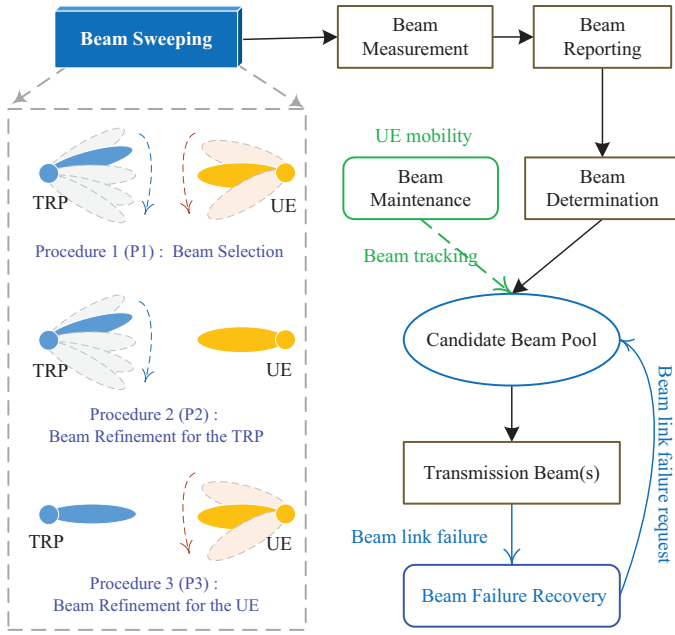 Beam Sweeping
Beam
Measurement
Beam
Reporting
TRP
UE
Procedure 1 (P1) : Beam Selection
TRP
UE
Procedure 2 (P2) :
Beam Refinement for the TRP
TRP
UE
Procedure 3 (P3) :
Beam Refinement for the UE
UE mobility
Beam
Maintenance
Beam
Determination
Beam tracking
Candidate Beam Pool
Transmission Beam(s)
Beam link failure
Beam Failure Recovery
Beam link failure
request